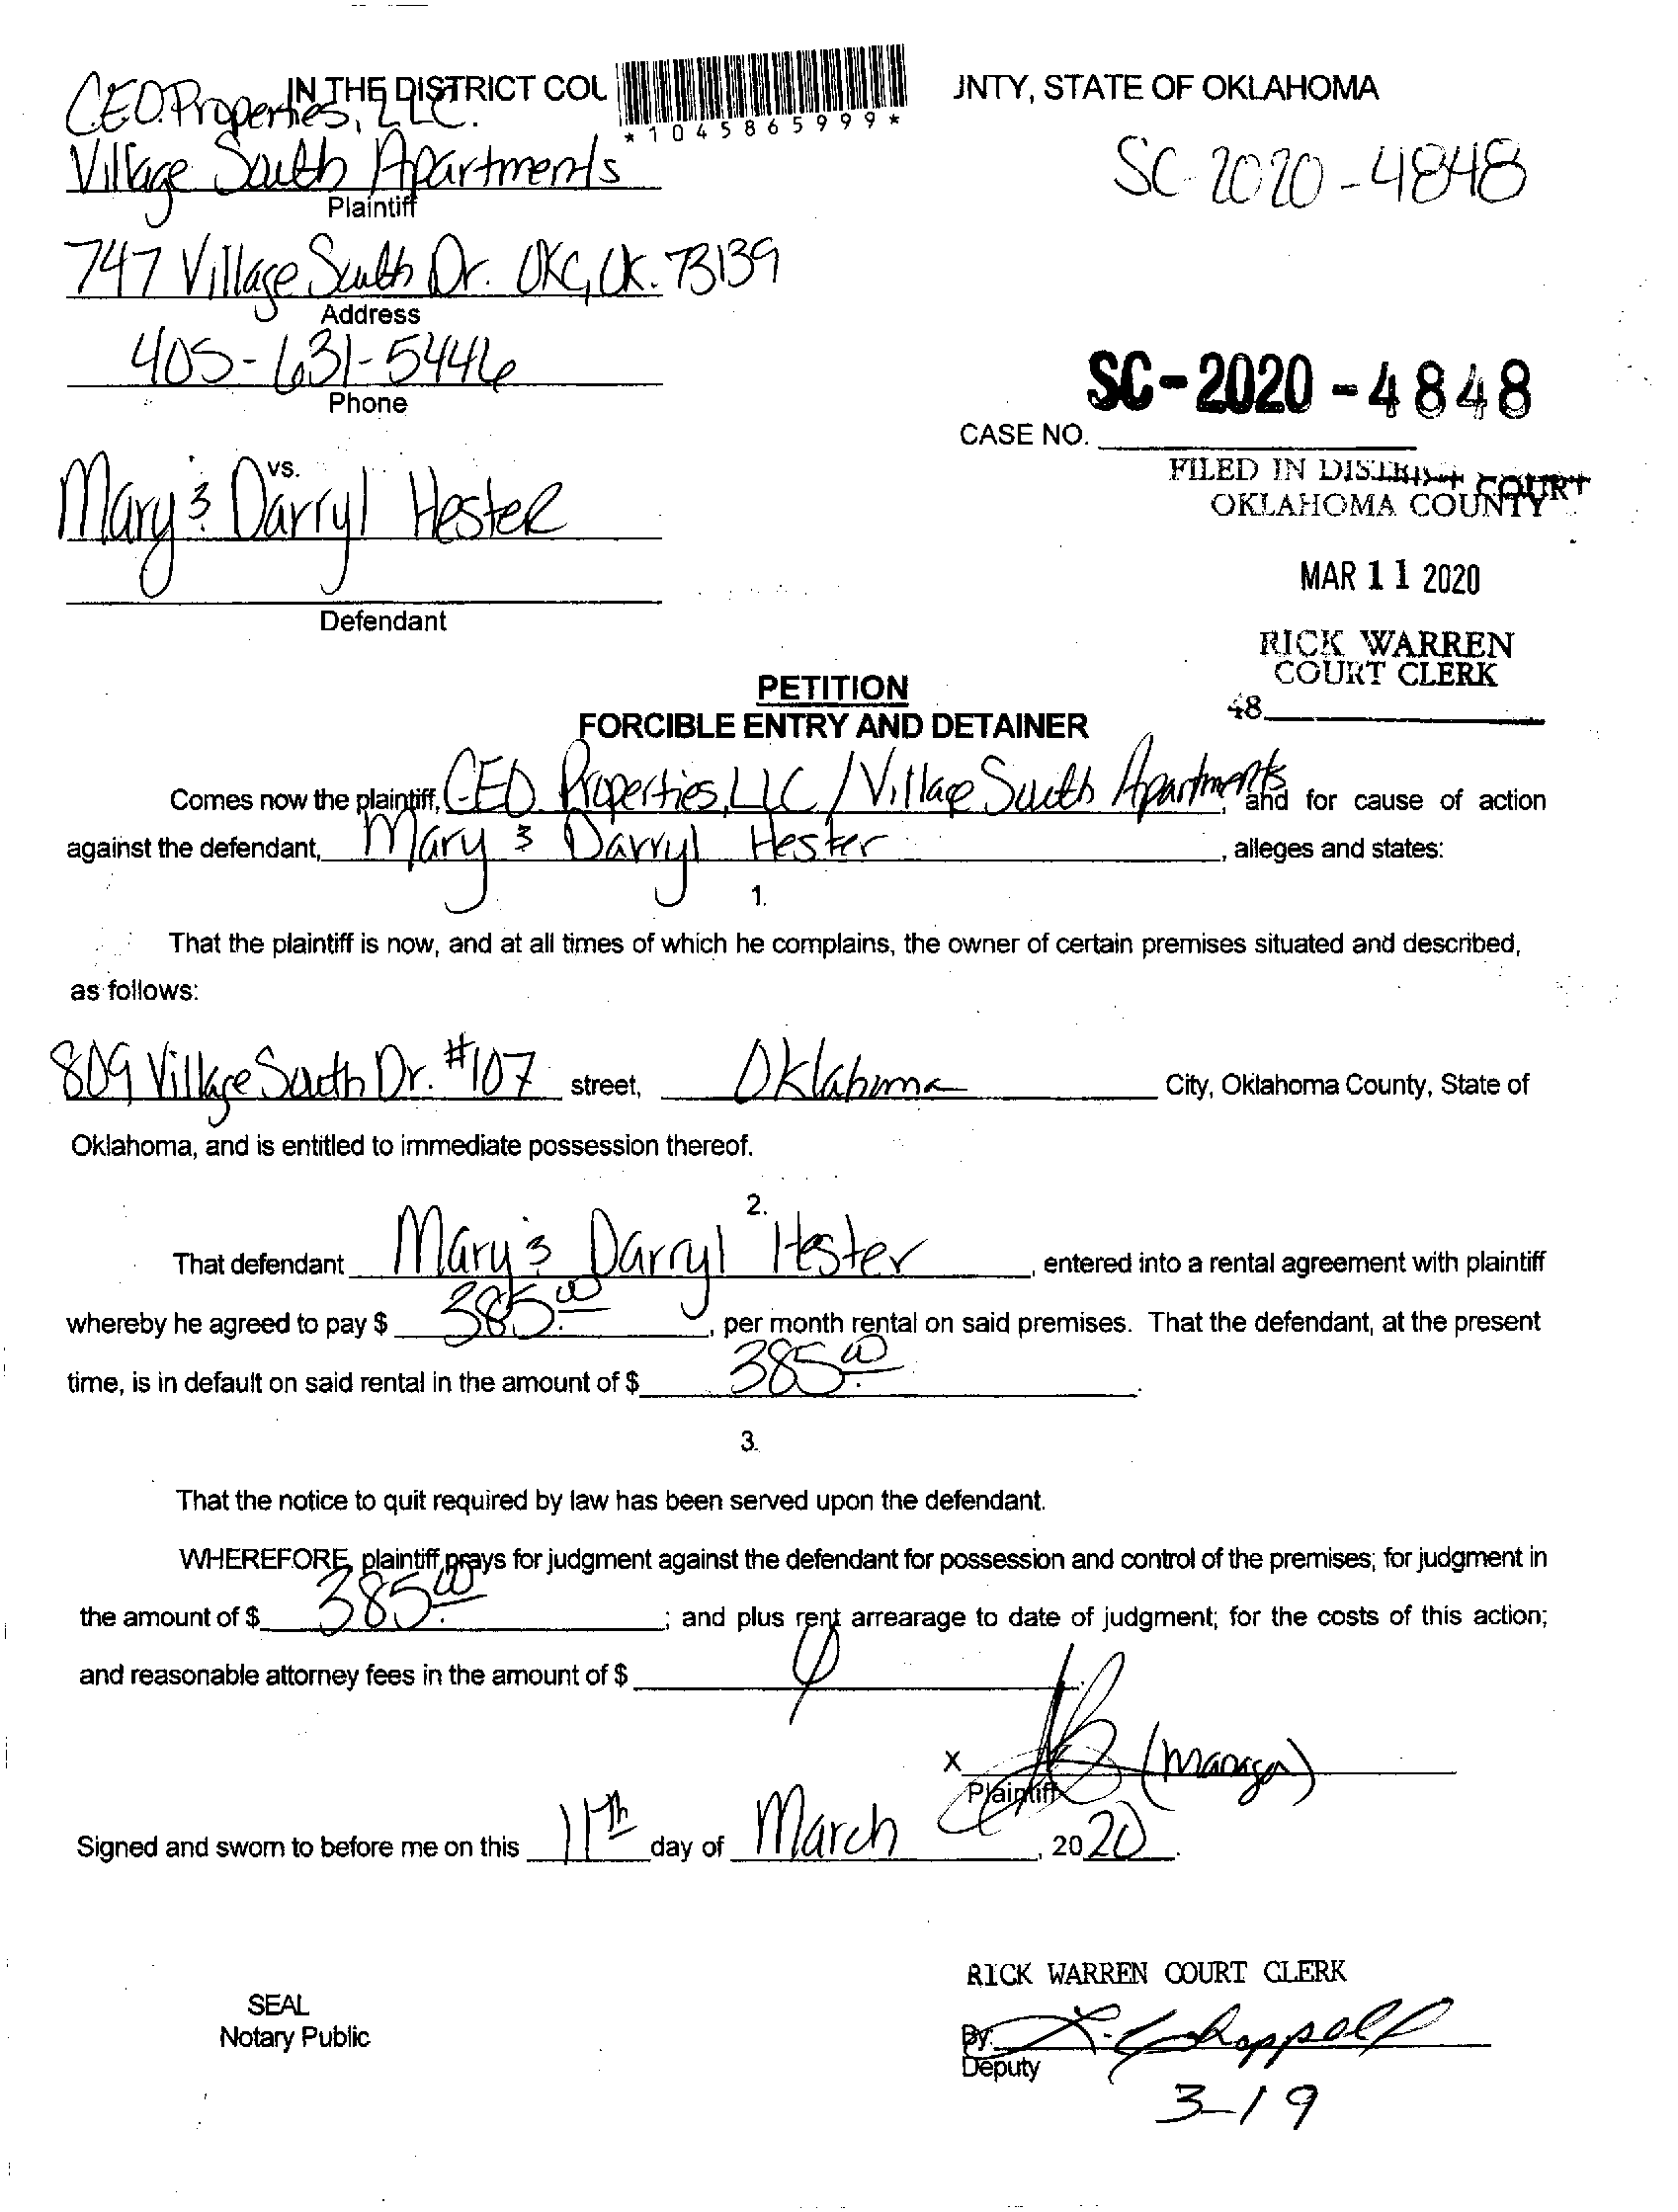 IN THE DISTRICT COU
UNTY, STATE OF OKLAHOMA
*1045865999*
C.E.O. Properties, LLC.
Village South Apartments
Plaintiff
SC-2020-4848
747 Village South Dr. OKC, OK. 73139
Address
405-631-5446
Phone
SC-2020-4848
CASE NO.
vs.
Mary & Darryl Hester
Defendant
FILED IN DISTRICT COURT
OKLAHOMA COUNTY
MAR 11 2020
RICK WARREN
COURT CLERK
48
PETITION
FORCIBLE ENTRY AND DETAINER
Comes now the plaintiff, CEO Properties, LLC / Village South Apartments, and for cause of action
against the defendant, Mary & Darryl Hester, alleges and states:
1.
That the plaintiff is now, and at all times of which he complains, the owner of certain premises situated and described,
as follows:
809 Village South Dr. #107 street, Oklahoma City, Oklahoma County, State of
Oklahoma, and is entitled to immediate possession thereof.
2.
That defendant Mary & Darryl Hester, entered into a rental agreement with plaintiff
whereby he agreed to pay $ 385.00, per month rental on said premises. That the defendant, at the present
time, is in default on said rental in the amount of $ 385.00.
3.
That the notice to quit required by law has been served upon the defendant.
WHEREFORE, plaintiff prays for judgment against the defendant for possession and control of the premises; for judgment in
the amount of $ 385.00; and plus rent arrearage to date of judgment; for the costs of this action;
and reasonable attorney fees in the amount of $ 0.
X (manager)
Plaintiff
Signed and sworn to before me on this 11th day of March, 2020.
SEAL
Notary Public
RICK WARREN COURT CLERK
By: L. Chappell
Deputy
3-19